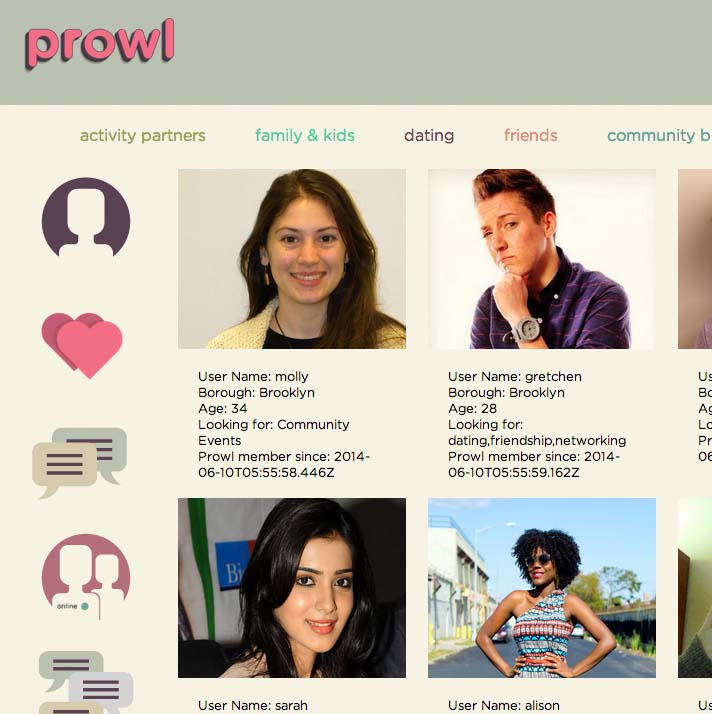 prowl
activity partners family & kids dating friends community b
User Name: molly
Borough: Brooklyn
Age: 34
Looking for: Community
Events
Prowl member since: 2014-
06-10T05:55:58.446Z
User Name: gretchen
Borough: Brooklyn
Age: 28
Looking for:
dating,friendship,networking
Prowl member since: 2014-
06-10T05:55:59.162Z
Us
Bo
Ag
Lo
Pr
06
online
Bi
User Name: sarah
User Name: alison
Us